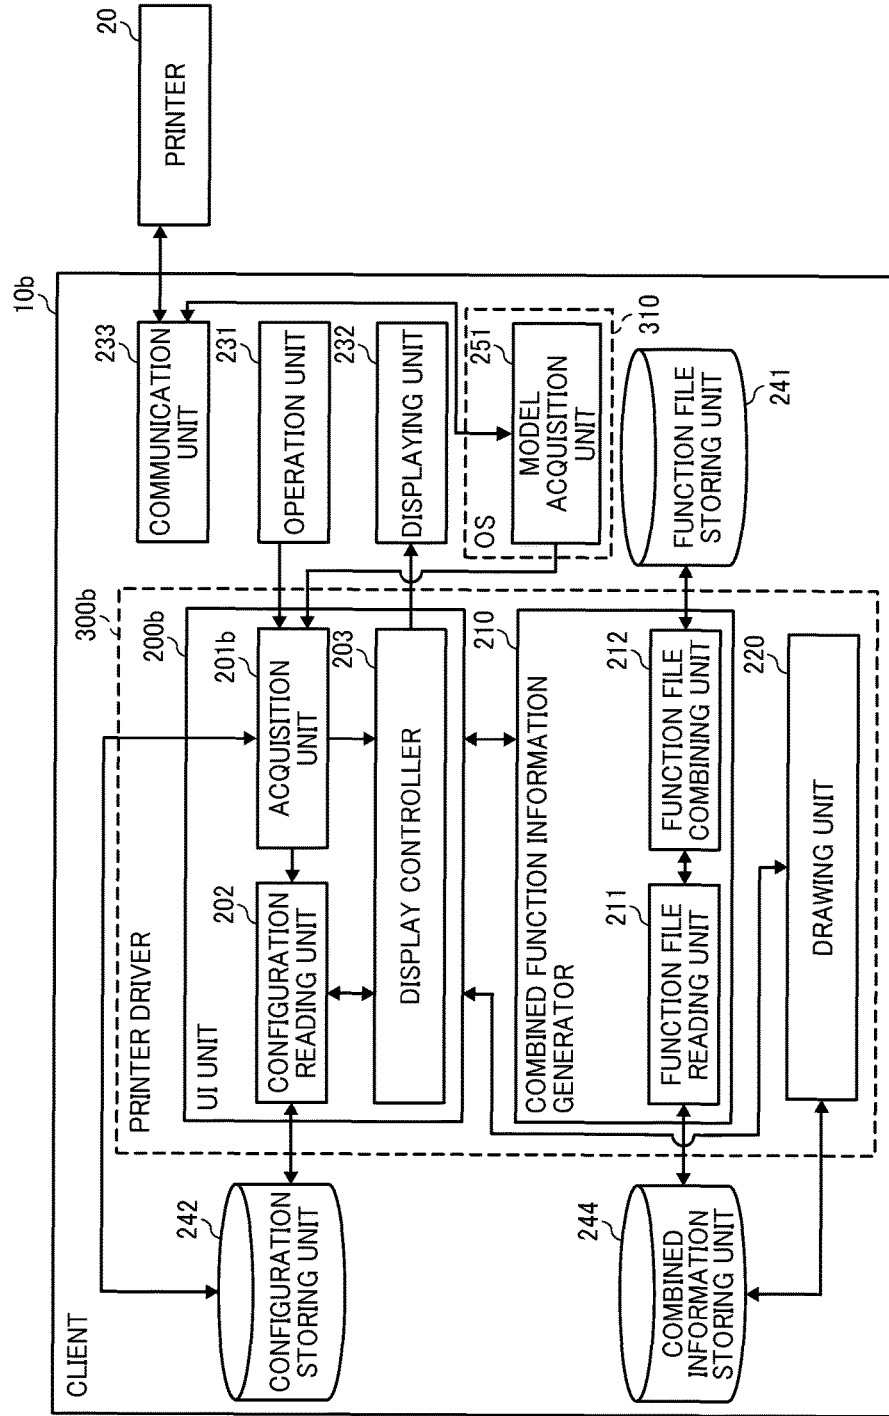 CLIENT
10b
PRINTER
20
COMMUNICATION
UNIT
233
OPERATION UNIT
231
DISPLAYING UNIT
232
OS
310
MODEL
ACQUISITION
UNIT
251
FUNCTION FILE
STORING UNIT
241
PRINTER DRIVER
300b
UI UNIT
200b
CONFIGURATION
READING UNIT
202
ACQUISITION
UNIT
201b
DISPLAY CONTROLLER
203
COMBINED FUNCTION INFORMATION
GENERATOR
210
FUNCTION FILE
READING UNIT
211
FUNCTION FILE
COMBINING UNIT
212
DRAWING UNIT
220
CONFIGURATION
STORING UNIT
242
COMBINED
INFORMATION
STORING UNIT
244